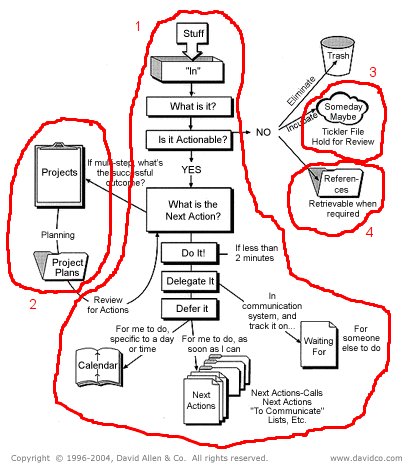 1
Stuff
"In"
What is it?
Is it Actionable?
NO
Eliminate
Trash
3
Incubate
Someday
Maybe
Tickler File
Hold for Review
Referen-
ces
Retrievable when
required
4
YES
If multi-step, what's
the successful
outcome?
Projects
Planning
Project
Plans
2
Review
for Actions
What is the
Next Action?
Do It!
If less than
2 minutes
Delegate It
In
communication
system, and
track it on...
Defer it
For me to do,
specific to a day
or time
For me to do, as
soon as I can
Calendar
Next
Actions
Next Actions-Calls
Next Actions
"To Communicate"
Lists, Etc.
Waiting
For
For
someone
else to do
Copyright © 1996-2004, David Allen & Co. All rights reserved.
www.davidco.com